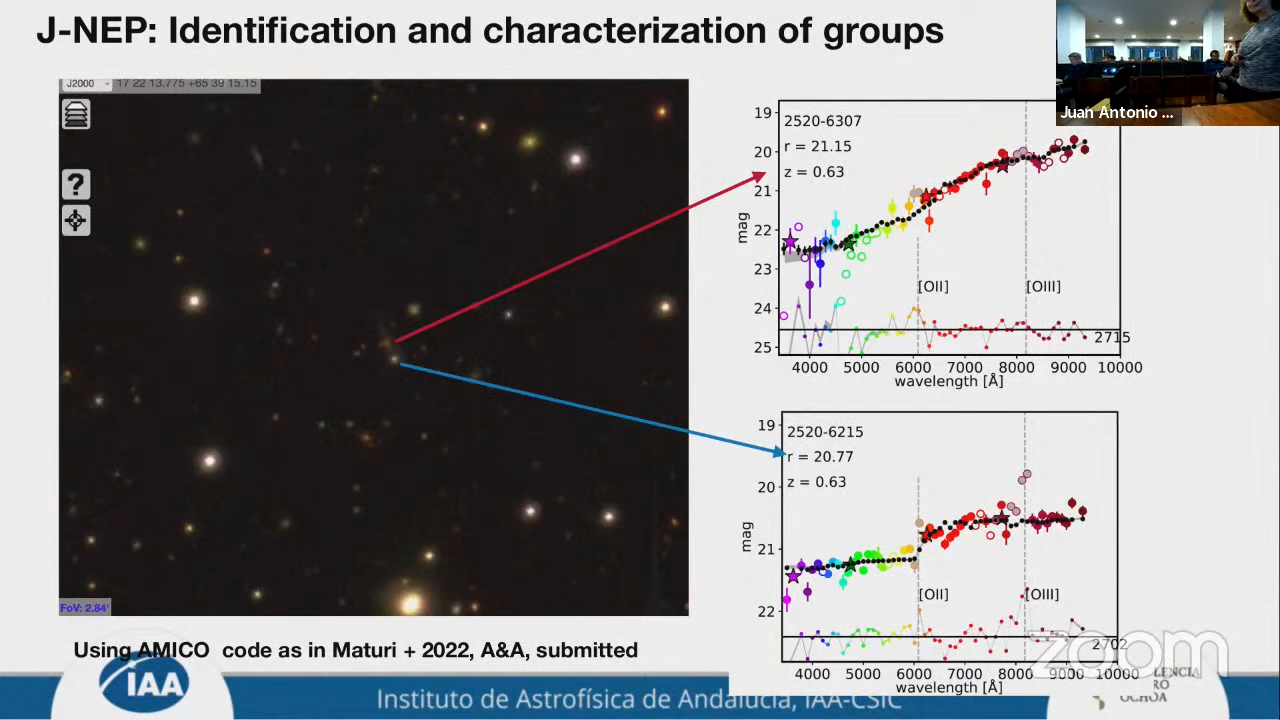 J-NEP: Identification and characterization of groups
J2000
17 22 13.775 +65 39 15.15
?
FoV: 2.84'
Using AMICO code as in Maturi + 2022, A&A, submitted
Juan Antonio ...
2520-6307
r = 21.15
z = 0.63
mag
19
20
21
22
23
24
25
[OII]
[OIII]
2715
4000 5000 6000 7000 8000 9000 10000
wavelength [Å]
2520-6215
r = 20.77
z = 0.63
mag
19
20
21
22
[OII]
[OIII]
2702
4000 5000 6000 7000 8000 9000 10000
wavelength [Å]
zoom
IAA
Instituto de Astrofísica de Andalucía, IAA-CSIC
OCHOA